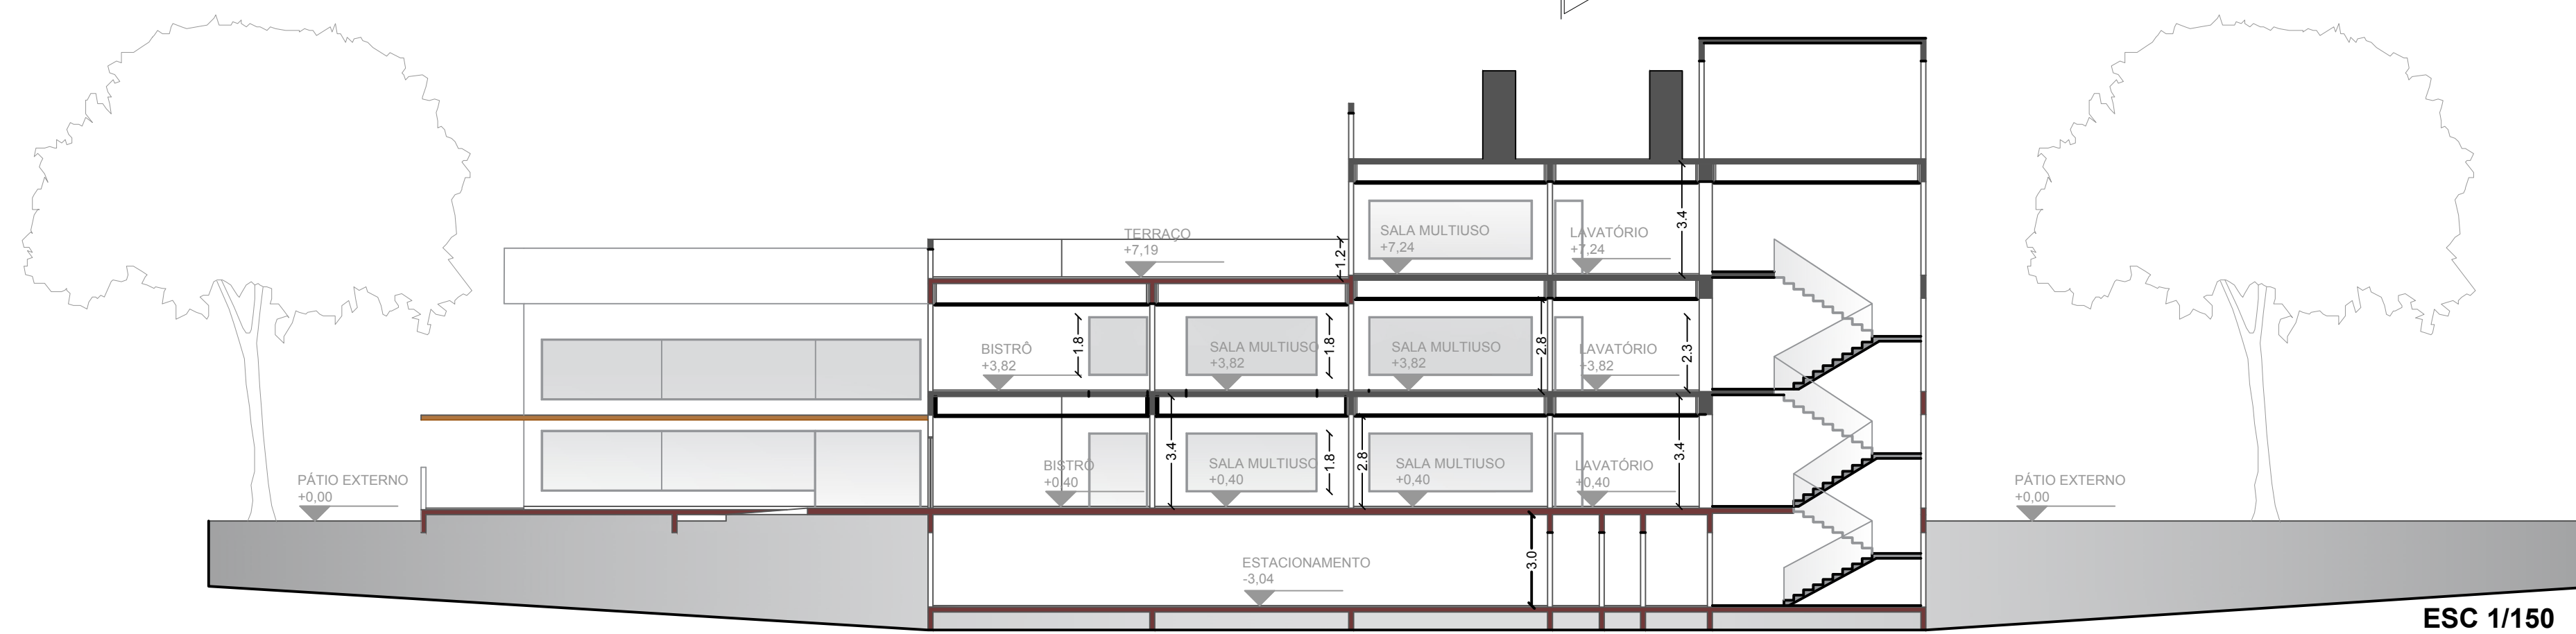 TERRAÇO
+7,19
1.2
SALA MULTIUSO
+7,24
LAVATÓRIO
+7,24
3.4
BISTRÔ
+3,82
1.8
SALA MULTIUSO
+3,82
1.8
SALA MULTIUSO
+3,82
2.8
LAVATÓRIO
+3,82
2.3
PÁTIO EXTERNO
+0,00
BISTRÔ
+0,40
3.4
SALA MULTIUSO
+0,40
1.8
2.8
SALA MULTIUSO
+0,40
LAVATÓRIO
+0,40
3.4
PÁTIO EXTERNO
+0,00
ESTACIONAMENTO
-3,04
3.0
ESC 1/150